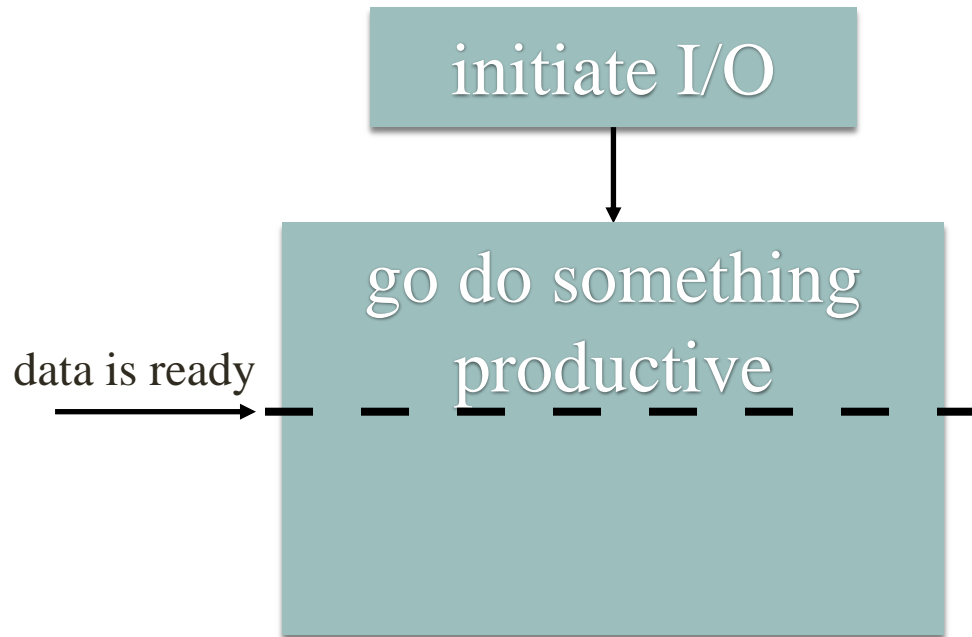 initiate I/O
go do something
productive
data is ready